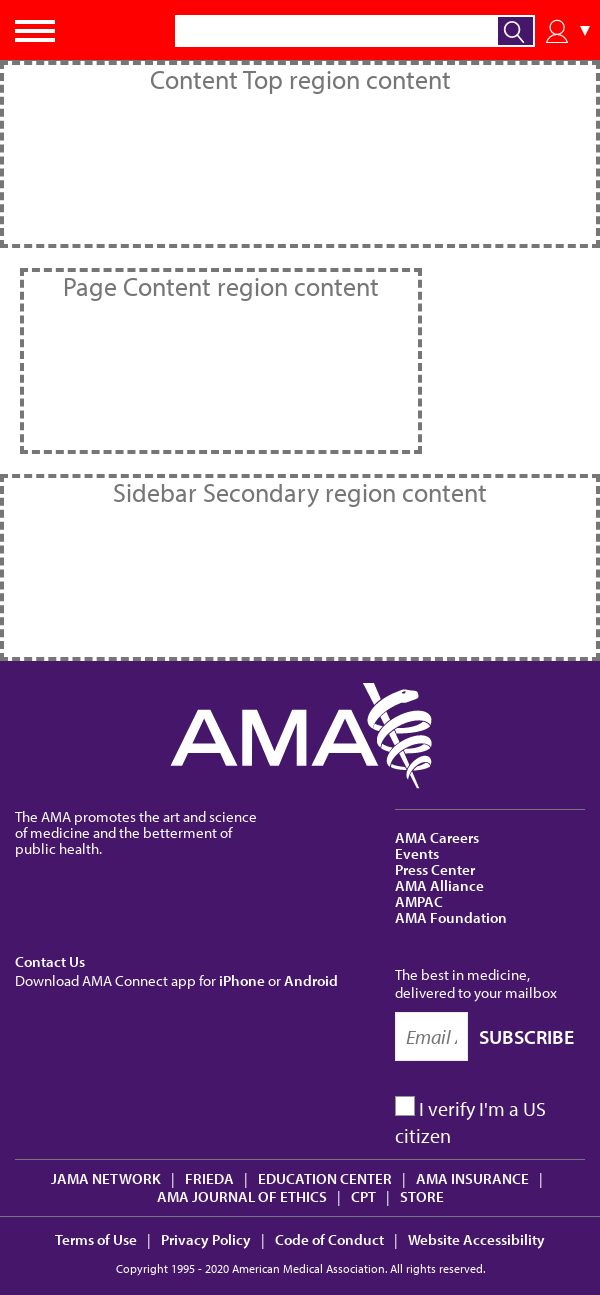 Content Top region content
Page Content region content
Sidebar Secondary region content
AMA
The AMA promotes the art and science
of medicine and the betterment of
public health.
AMA Careers
Events
Press Center
AMA Alliance
AMPAC
AMA Foundation
Contact Us
Download AMA Connect app for iPhone or Android
The best in medicine,
delivered to your mailbox
Email SUBSCRIBE
I verify I'm a US
citizen
JAMA NETWORK | FRIEDA | EDUCATION CENTER | AMA INSURANCE |
AMA JOURNAL OF ETHICS | CPT | STORE
Terms of Use | Privacy Policy | Code of Conduct | Website Accessibility
Copyright 1995 - 2020 American Medical Association. All rights reserved.